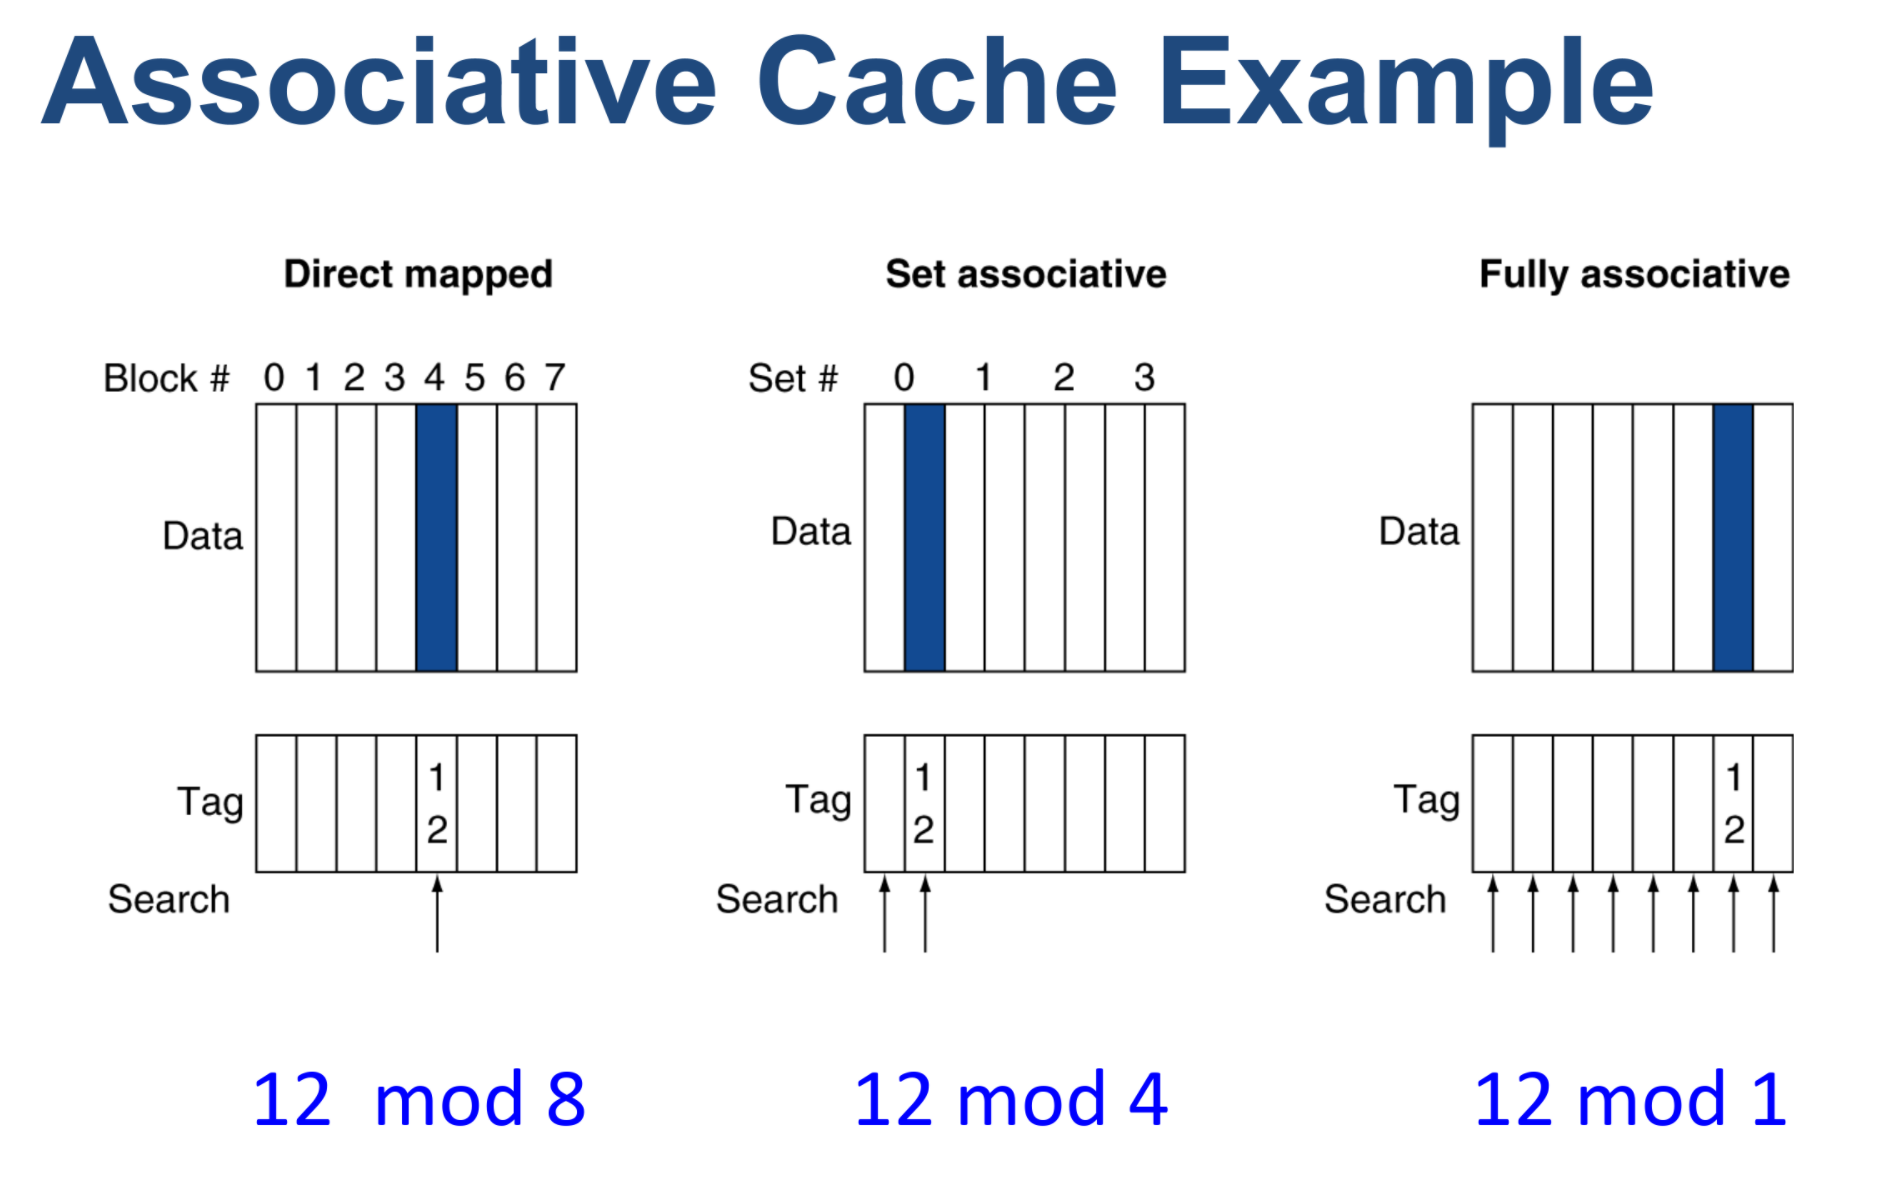 Associative Cache Example
Direct mapped
Block # 0 1 2 3 4 5 6 7
Data
Tag
1
2
Search
Set associative
Set # 0 1 2 3
Data
Tag
1
2
Search
Fully associative
Data
Tag
1
2
Search
12 mod 8
12 mod 4
12 mod 1